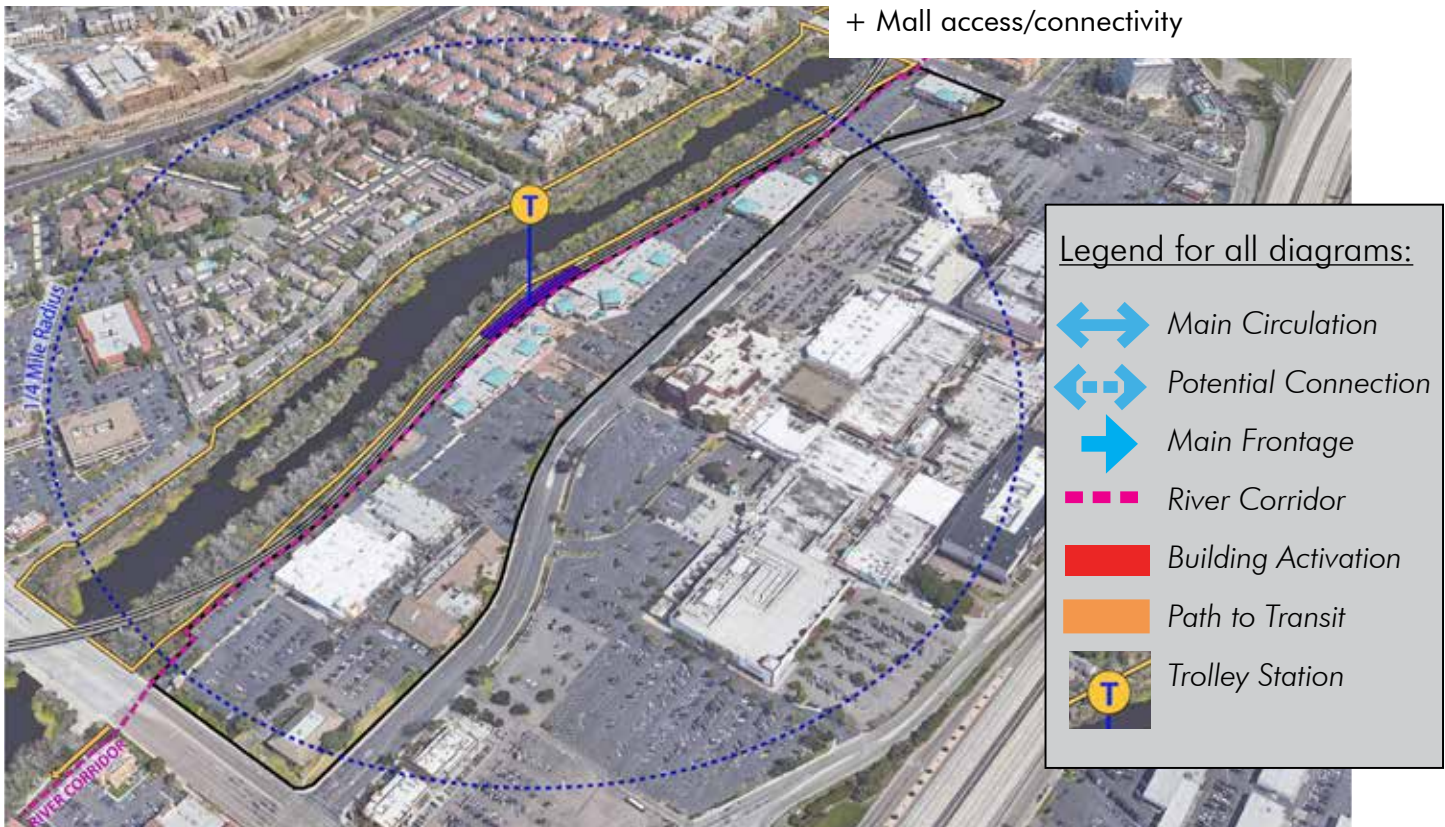 + Mall access/connectivity
T
1/4 Mile Radius
RIVER CORRIDOR
Legend for all diagrams:
Main Circulation
Potential Connection
Main Frontage
River Corridor
Building Activation
Path to Transit
T
Trolley Station